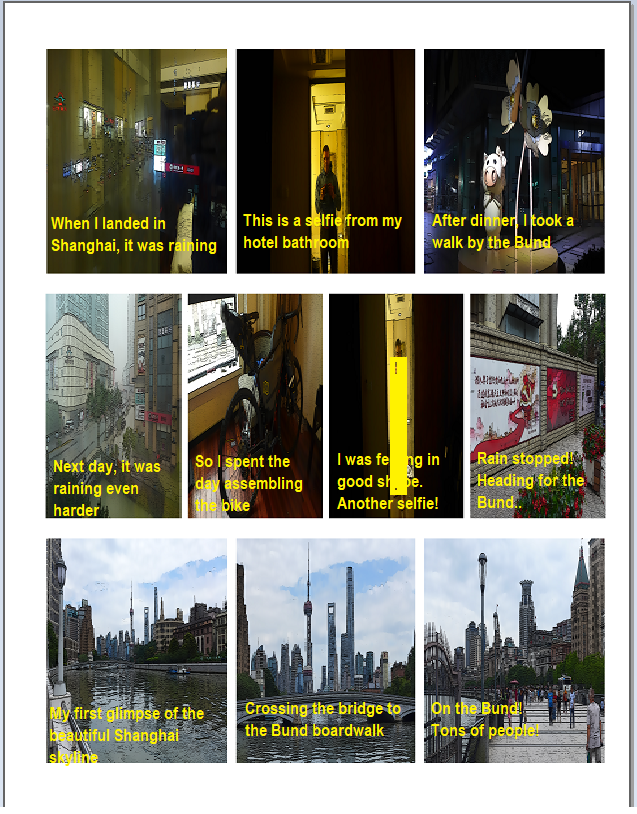 When I landed in
Shanghai, it was raining
This is a selfie from my
hotel bathroom
After dinner, I took a
walk by the Bund
Next day, it was
raining even
harder
So I spent the
day assembling
the bike
I was feeling in
good shape.
Another selfie!
Rain stopped!
Heading for the
Bund..
My first glimpse of the
beautiful Shanghai
skyline
Crossing the bridge to
the Bund boardwalk
On the Bund!
Tons of people!